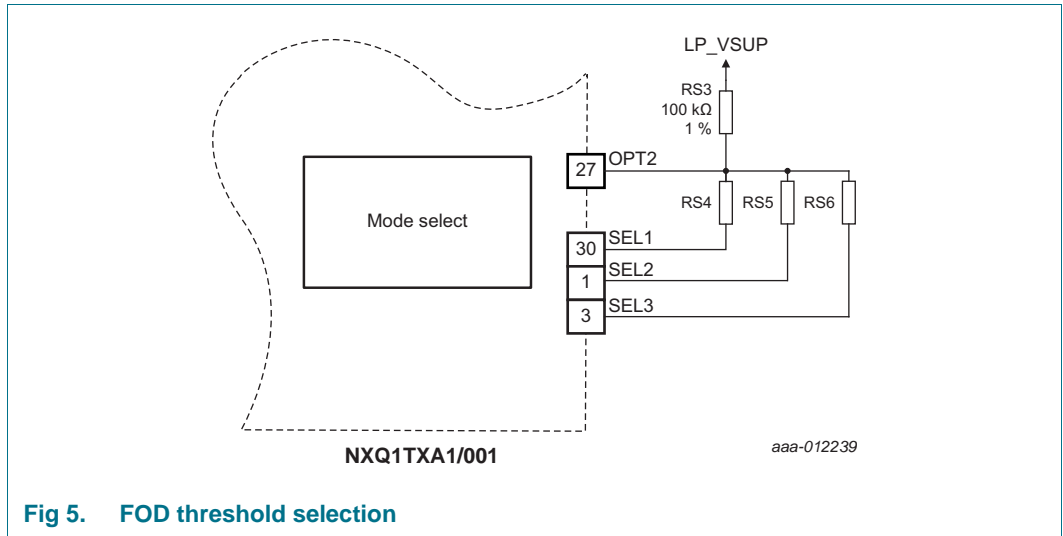 LP_VSUP
RS3
100 kΩ
1 %
27 OPT2
RS4 RS5 RS6
Mode select
30 SEL1
1 SEL2
3 SEL3
NXQ1TXA1/001
aaa-012239
Fig 5. FOD threshold selection